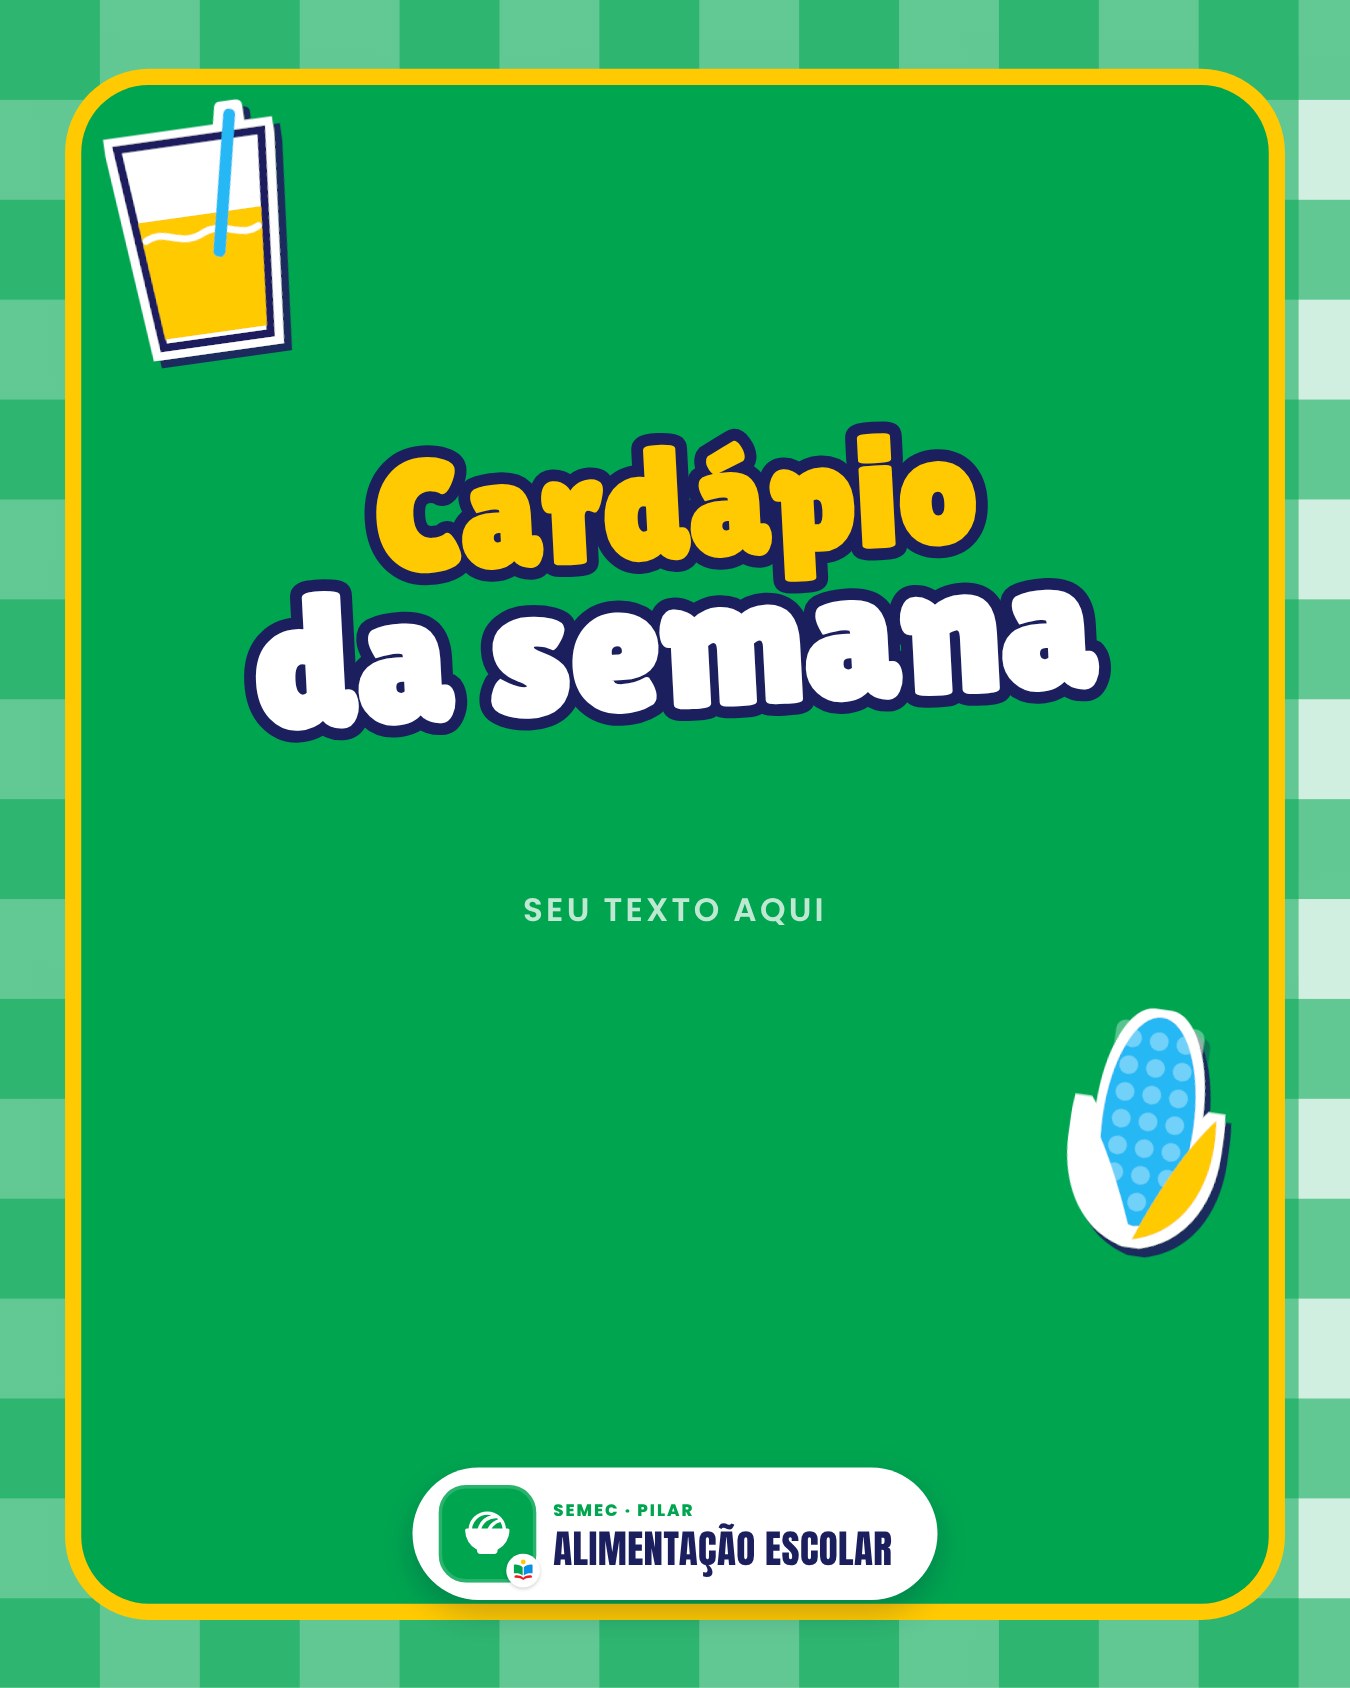 Cardápio
da semana
SEU TEXTO AQUI
SEMEC · PILAR
ALIMENTAÇÃO ESCOLAR